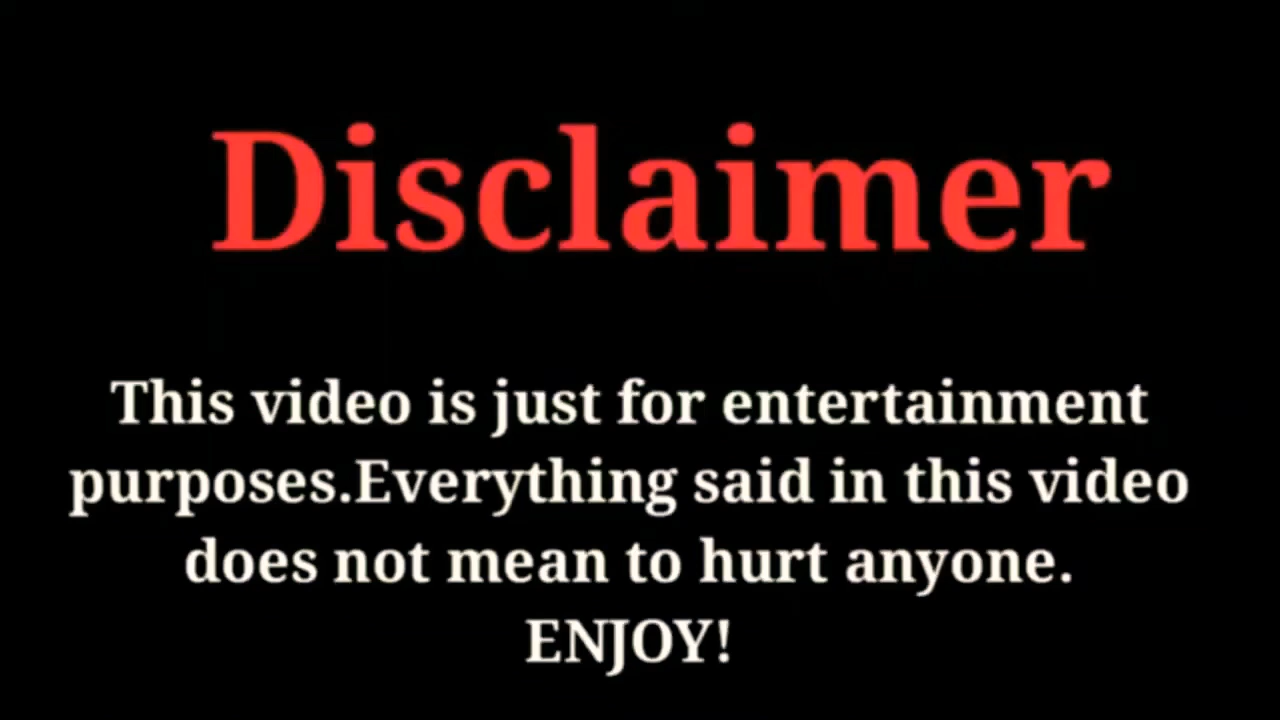 Disclaimer
This video is just for entertainment
purposes.Everything said in this video
does not mean to hurt anyone.
ENJOY!